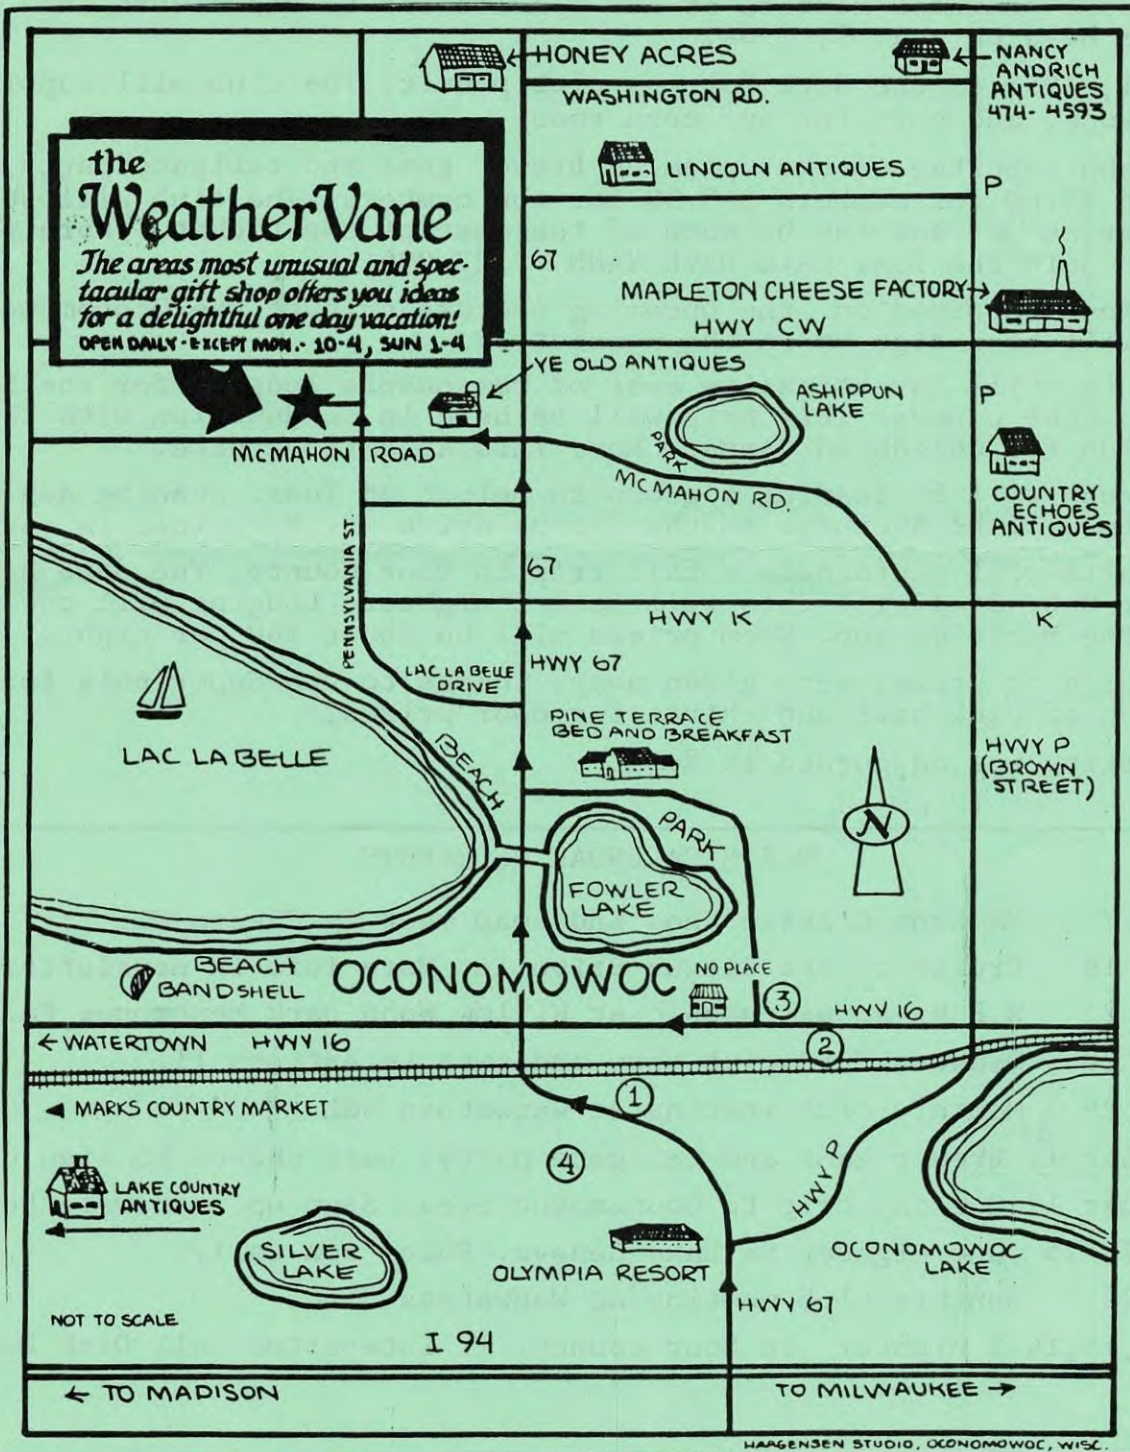 HONEY ACRES
WASHINGTON RD.
NANCY
ANDRICH
ANTIQUES
474-4593
the
WeatherVane
The areas most unusual and spec-
tacular gift shop offers you ideas
for a delightful one day vacation!
OPEN DAILY - EXCEPT MON. - 10-4, SUN 1-4
LINCOLN ANTIQUES
P
67
MAPLETON CHEESE FACTORY
HWY CW
YE OLD ANTIQUES
ASHIPPUN
LAKE
PARK
P
MCMAHON ROAD
MCMAHON RD.
COUNTRY
ECHOES
ANTIQUES
PENNSYLVANIA ST.
67
HWY K
K
LAC LA BELLE
DRIVE
HWY 67
LAC LA BELLE
BEACH
PINE TERRACE
BED AND BREAKFAST
HWY P
(BROWN
STREET)
N
PARK
FOWLER
LAKE
BEACH
BANDSHELL
OCONOMOWOC
NO PLACE
3
HWY 16
← WATERTOWN HWY 16
2
1
MARKS COUNTRY MARKET
4
HWY P
LAKE COUNTRY
ANTIQUES
SILVER
LAKE
OLYMPIA RESORT
OCONOMOWOC
LAKE
HWY 67
NOT TO SCALE
I 94
← TO MADISON
TO MILWAUKEE →
HAAGENSEN STUDIO, OCONOMOWOC, WISC.